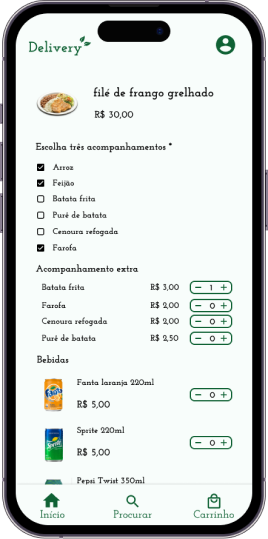 Delivery
filé de frango grelhado
R$ 30,00
Escolha três acompanhamentos *
Arroz
Feijão
Batata frita
Purê de batata
Cenoura refogada
Farofa
Acompanhamento extra
Batata frita R$ 3,00 − 1 +
Farofa R$ 2,00 − 0 +
Cenoura refogada R$ 2,00 − 0 +
Purê de batata R$ 2,50 − 0 +
Bebidas
Fanta laranja 220ml
R$ 5,00 − 0 +
Sprite 220ml
R$ 5,00 − 0 +
Pepsi Twist 350ml
Início Procurar Carrinho